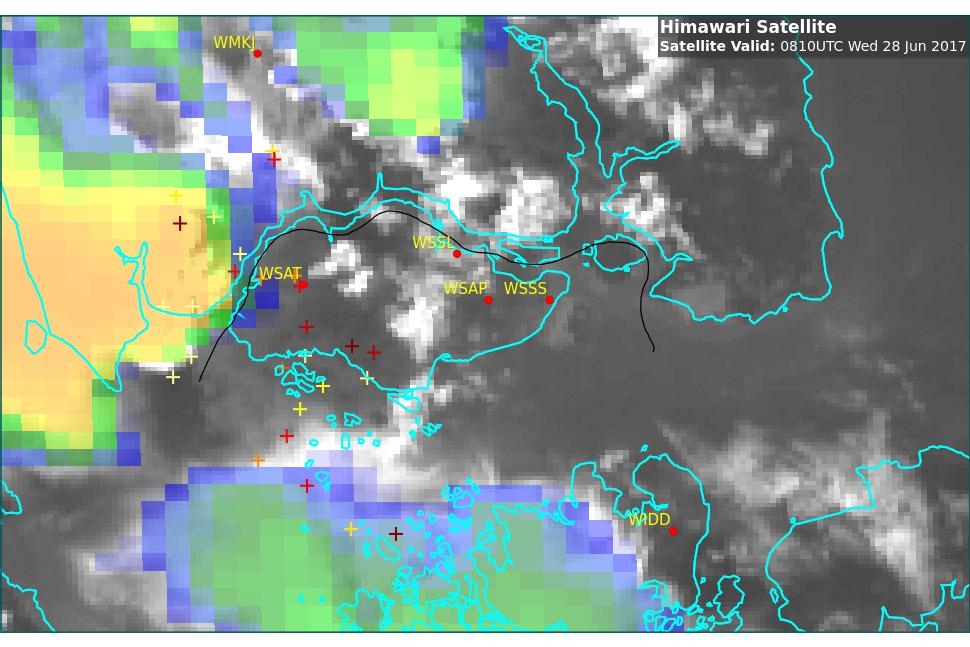 Himawari Satellite
Satellite Valid: 0810UTC Wed 28 Jun 2017
WMKJ
WSSL
WSAT
WSAP
WSSS
WIDD